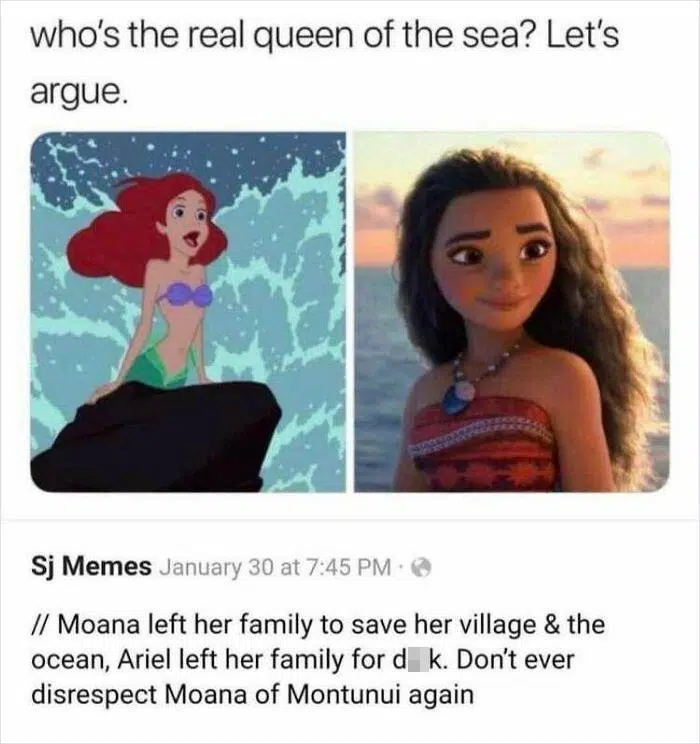 who's the real queen of the sea? Let's
argue.
Sj Memes January 30 at 7:45 PM ·
// Moana left her family to save her village & the
ocean, Ariel left her family for d k. Don't ever
disrespect Moana of Montunui again